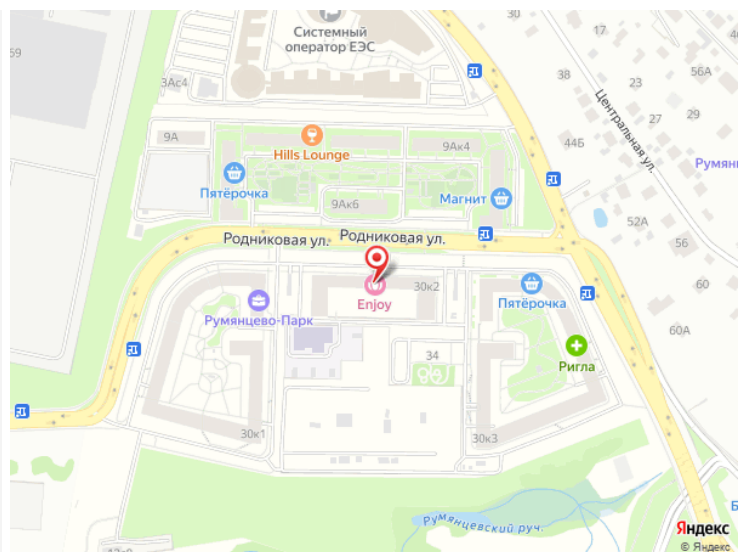 30
46
Системный
оператор ЕЭС
59
38
23
56А
3Ас4
27
29
Центральная ул.
9А
9Ак4
44Б
Hills Lounge
Румянц
Пятёрочка
Магнит
9Ак6
52А
Родниковая ул.
Родниковая ул.
56
30к2
Enjoy
Пятёрочка
Румянцево-Парк
60А
34
Ригла
30к1
30к3
Румянцевский руч.
Б
Яндекс
© Яндекс